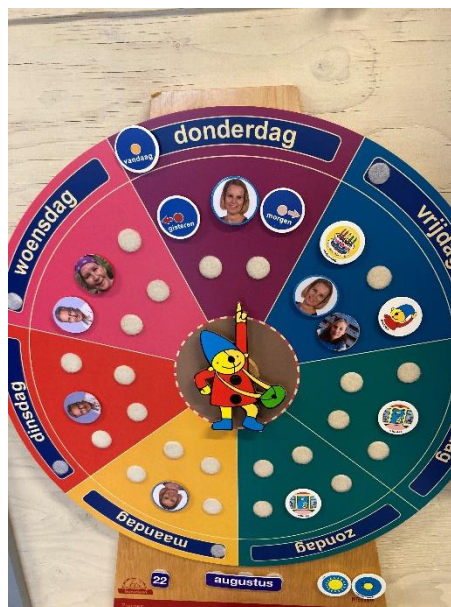 donderdag
vandaag
gisteren
morgen
woensdag
vrijdag
dinsdag
maandag
zondag
22
augustus